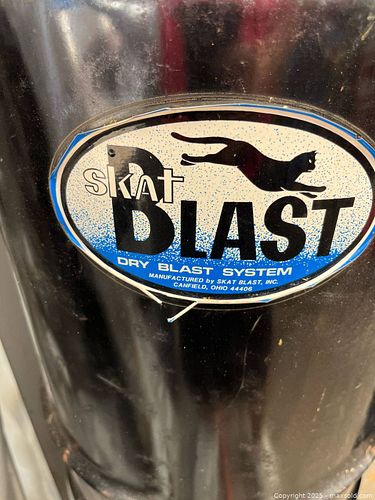 SKAT
BLAST
DRY BLAST SYSTEM
MANUFACTURED by SKAT BLAST, INC.
CANFIELD, OHIO 44406
Copyright 2025 - maxsold.com